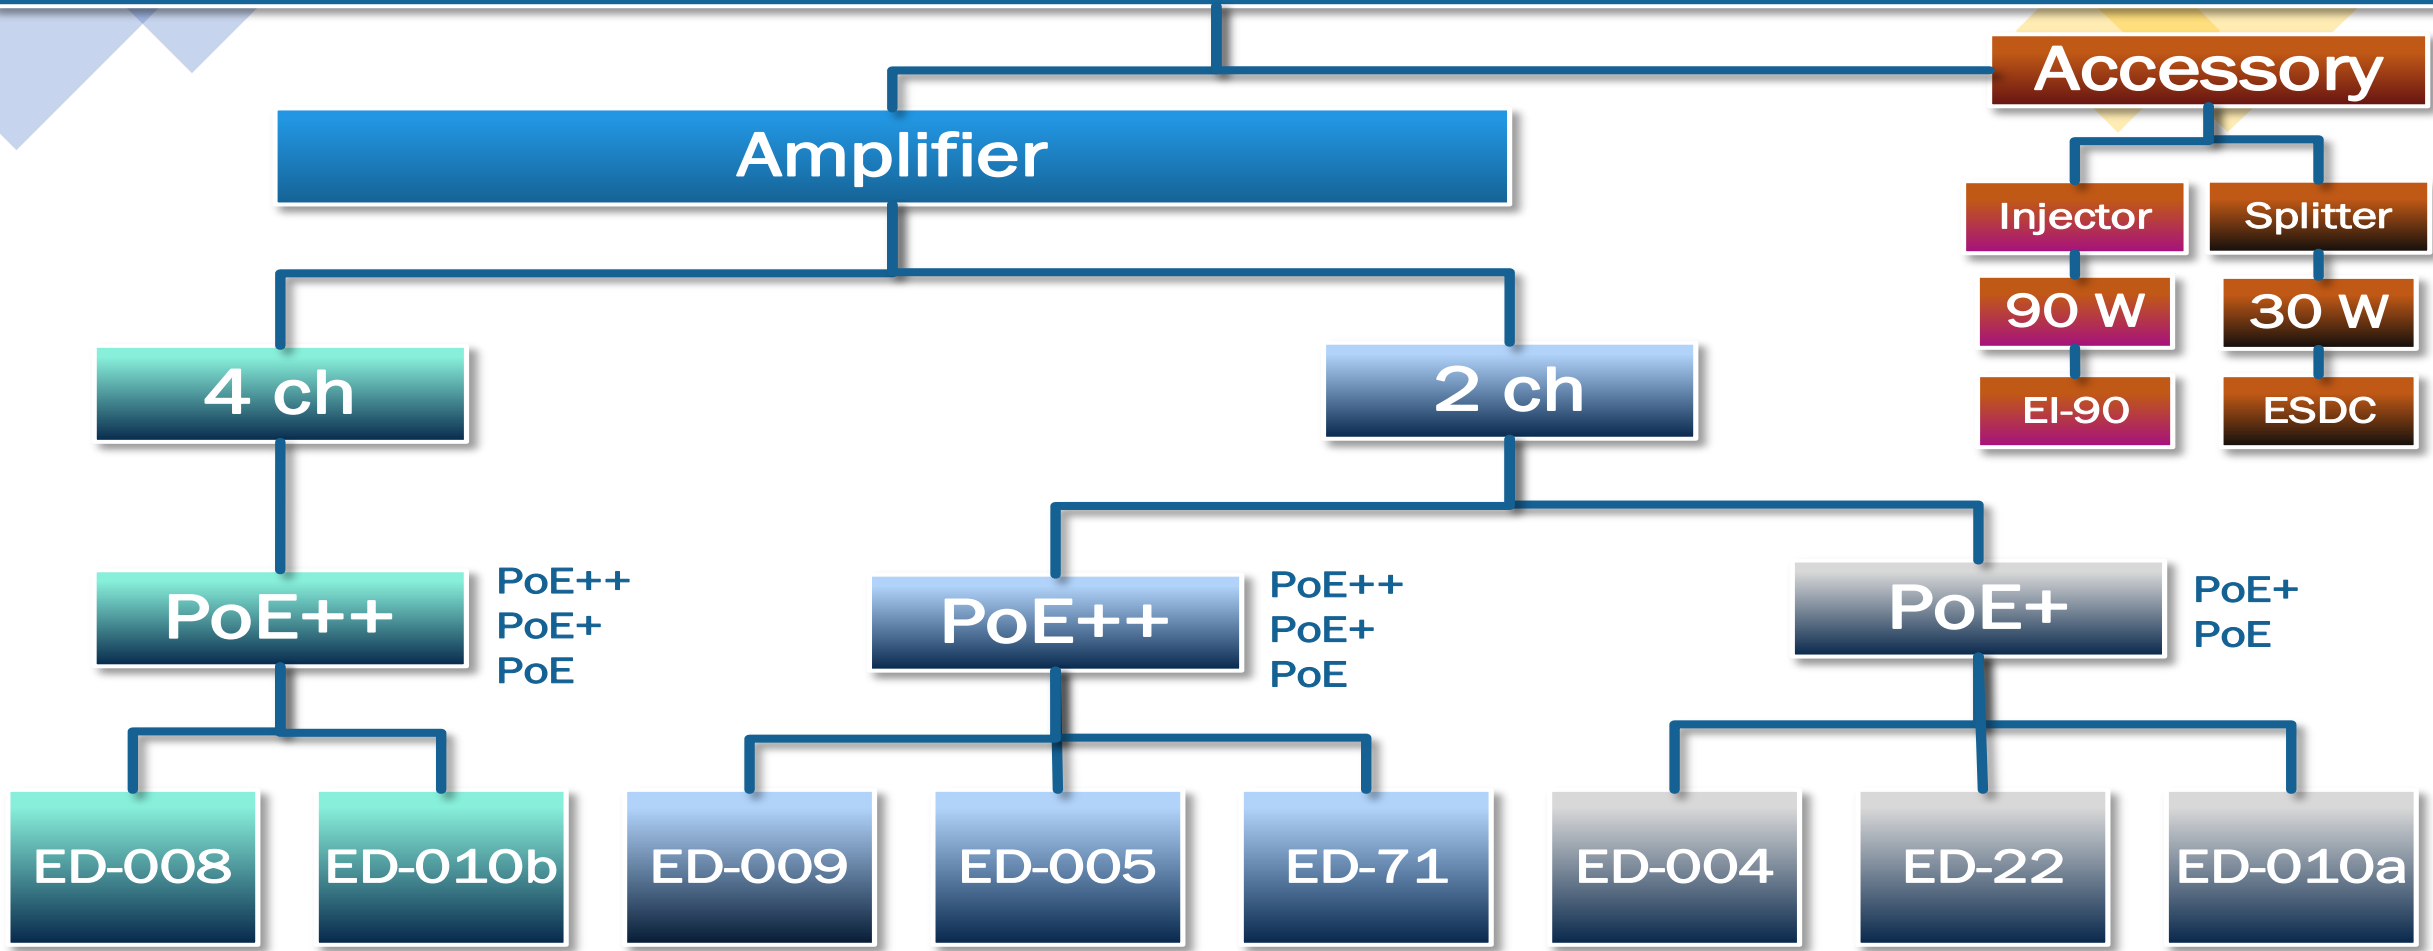 Accessory
Amplifier
Injector
Splitter
90 W
30 W
4 ch
2 ch
EI-90
ESDC
PoE++
PoE++
PoE+
PoE
PoE++
PoE++
PoE+
PoE
PoE+
PoE+
PoE
ED-008
ED-010b
ED-009
ED-005
ED-71
ED-004
ED-22
ED-010a